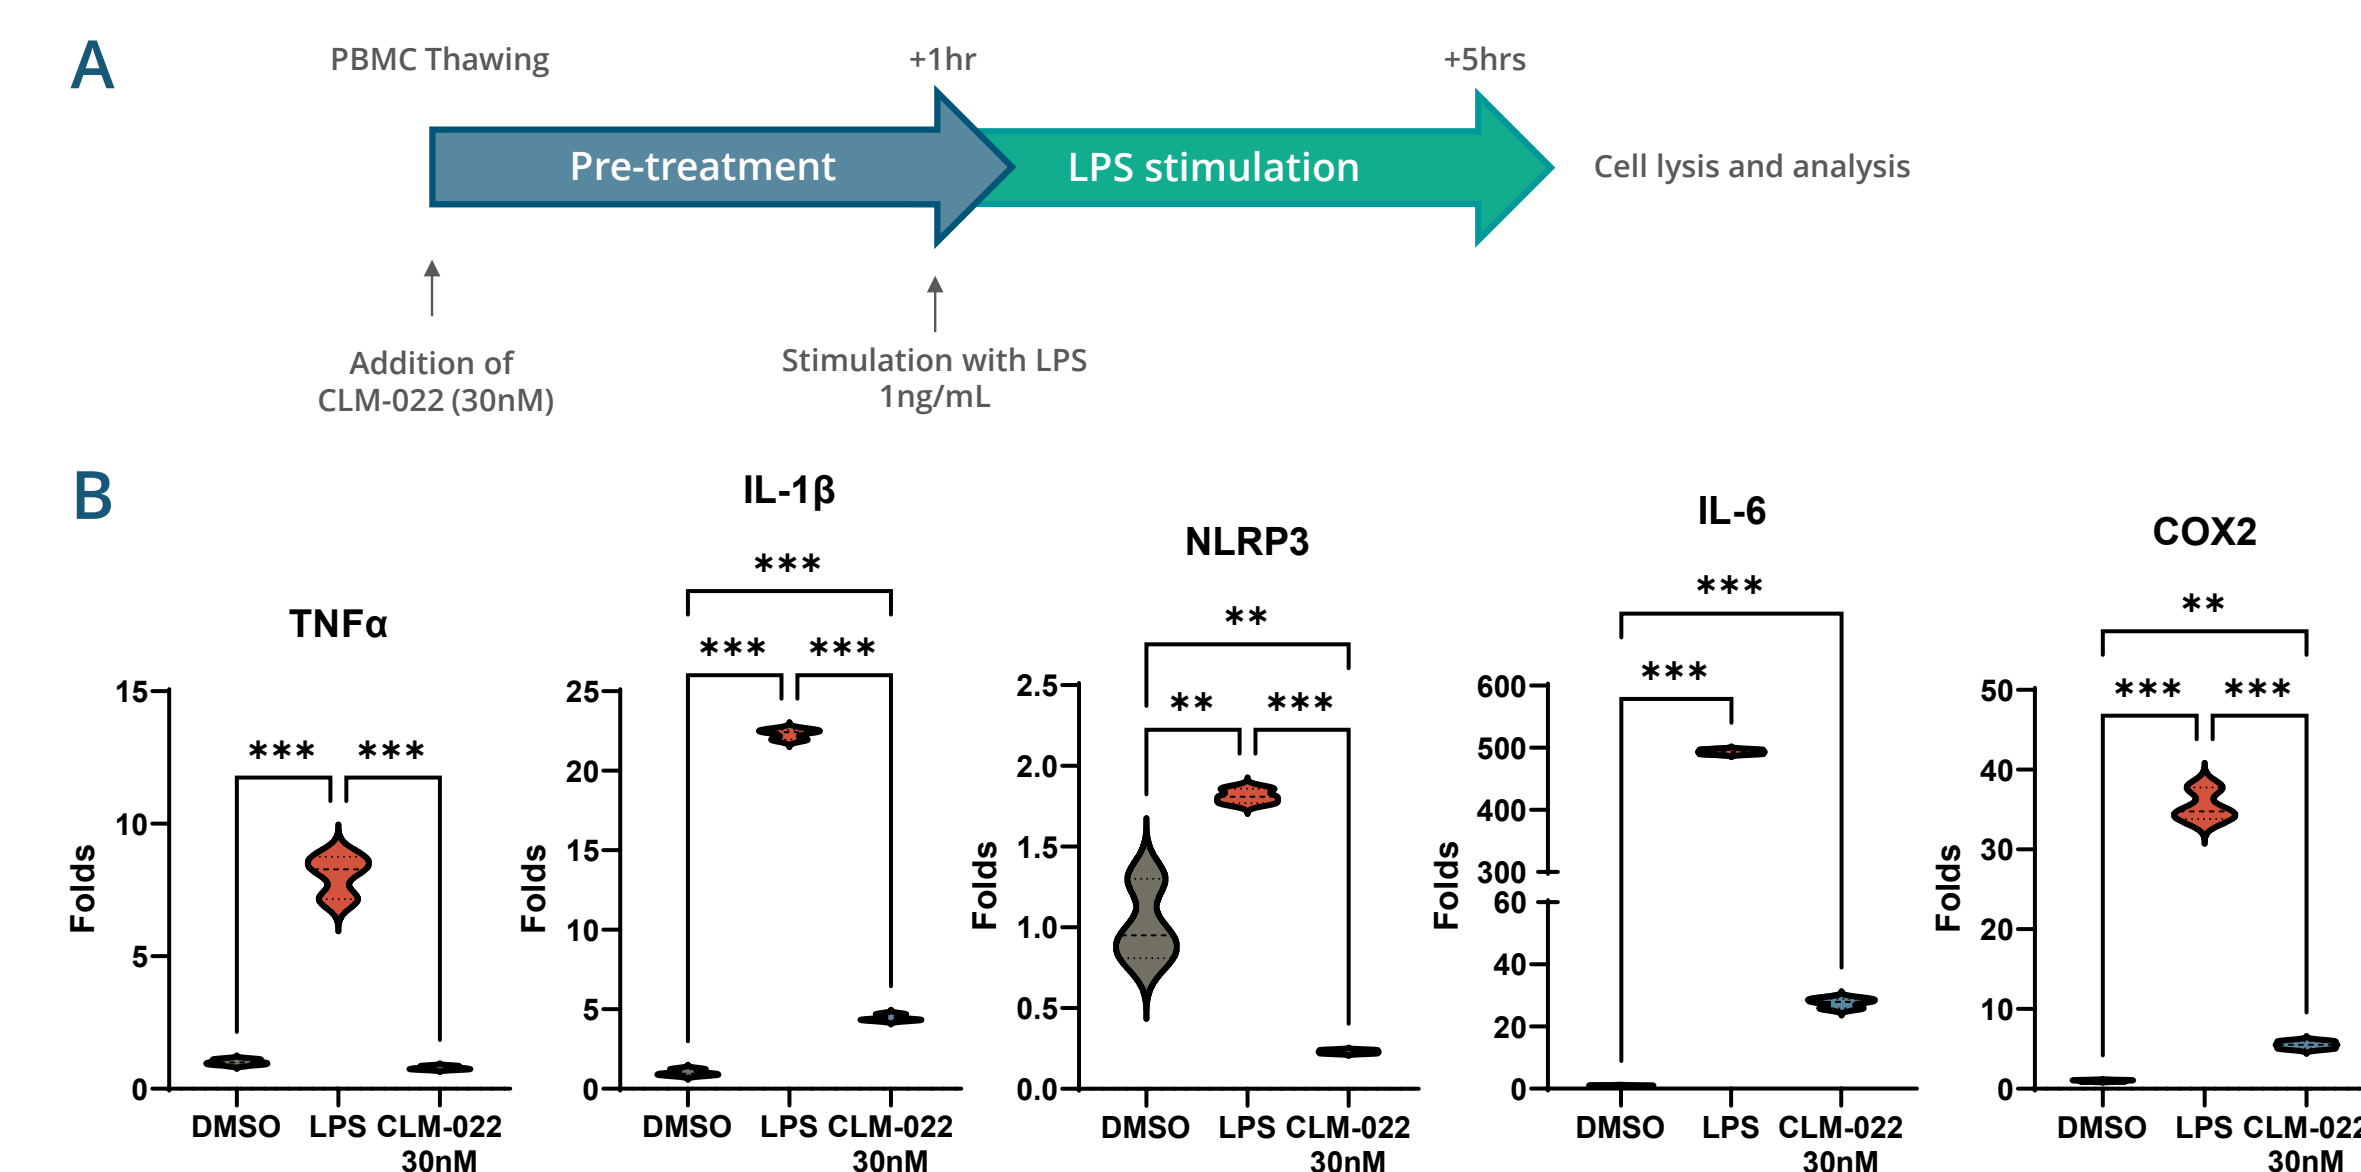 A
PBMC Thawing
+1hr
+5hrs
Pre-treatment
LPS stimulation
Cell lysis and analysis
Addition of
CLM-022 (30nM)
Stimulation with LPS
1ng/mL
B
TNFα
***
***
Folds
15
10
5
0
DMSO
LPS
CLM-022
30nM
IL-1β
***
***
***
Folds
25
20
15
10
5
0
DMSO
LPS
CLM-022
30nM
NLRP3
**
**
***
Folds
2.5
2.0
1.5
1.0
0.5
0.0
DMSO
LPS
CLM-022
30nM
IL-6
***
***
Folds
600
500
400
300
60
40
20
0
DMSO
LPS
CLM-022
30nM
COX2
**
***
***
Folds
50
40
30
20
10
0
DMSO
LPS
CLM-022
30nM